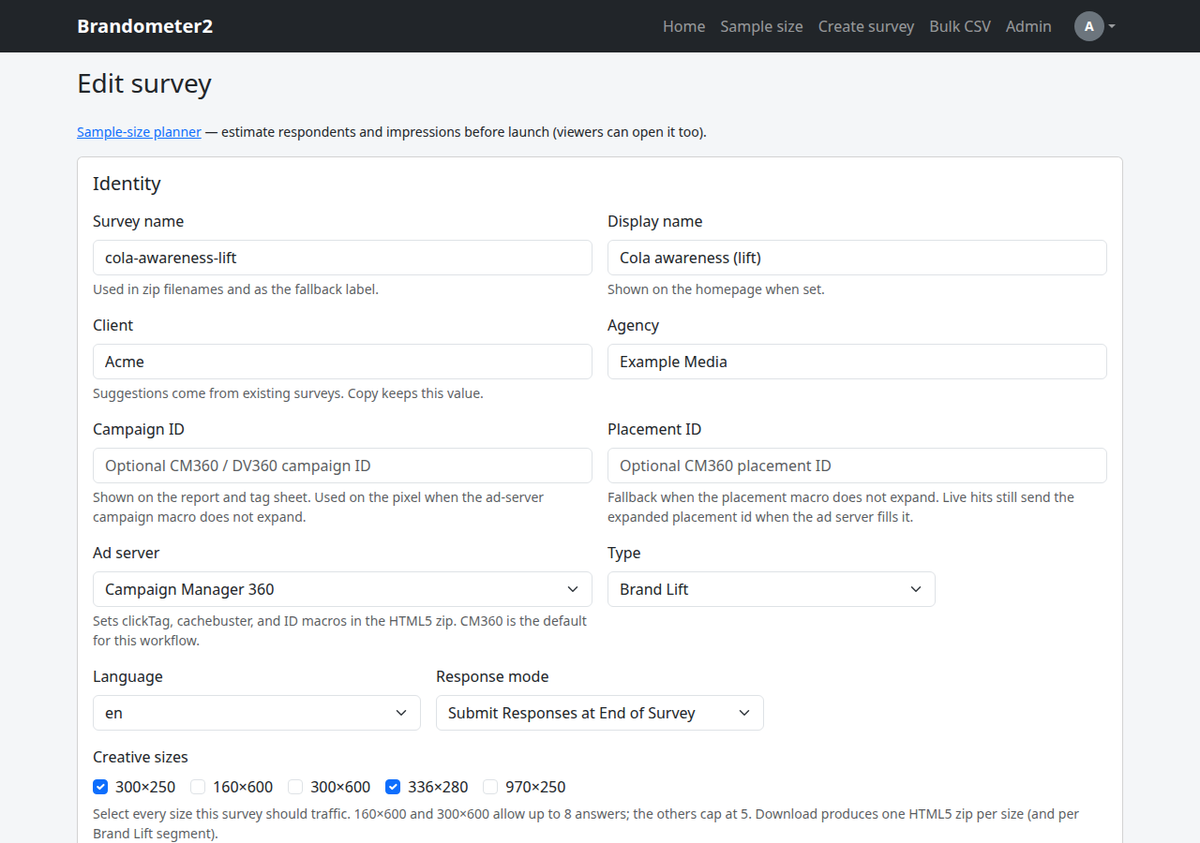 Brandometer2
Home Sample size Create survey Bulk CSV Admin A
Edit survey
Sample-size planner — estimate respondents and impressions before launch (viewers can open it too).
Identity
Survey name
cola-awareness-lift
Used in zip filenames and as the fallback label.
Display name
Cola awareness (lift)
Shown on the homepage when set.
Client
Acme
Suggestions come from existing surveys. Copy keeps this value.
Agency
Example Media
Campaign ID
Optional CM360 / DV360 campaign ID
Shown on the report and tag sheet. Used on the pixel when the ad-server
campaign macro does not expand.
Placement ID
Optional CM360 placement ID
Fallback when the placement macro does not expand. Live hits still send the
expanded placement id when the ad server fills it.
Ad server
Campaign Manager 360
Sets clickTag, cachebuster, and ID macros in the HTML5 zip. CM360 is the default
for this workflow.
Type
Brand Lift
Language
en
Response mode
Submit Responses at End of Survey
Creative sizes
300×250 160×600 300×600 336×280 970×250
Select every size this survey should traffic. 160×600 and 300×600 allow up to 8 answers; the others cap at 5. Download produces one HTML5 zip per size (and per
Brand Lift segment).